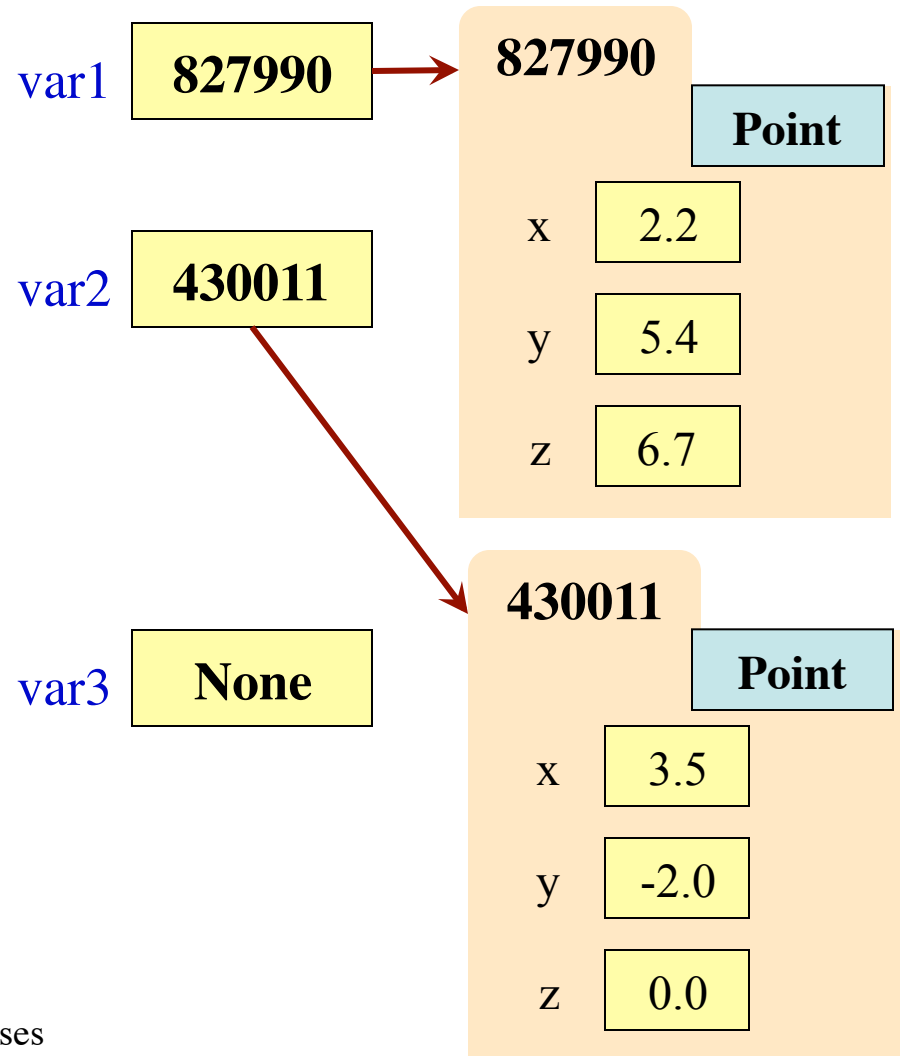 var1 827990
827990
Point
x 2.2
y 5.4
z 6.7
var2 430011
430011
Point
x 3.5
y -2.0
z 0.0
var3 None
ses